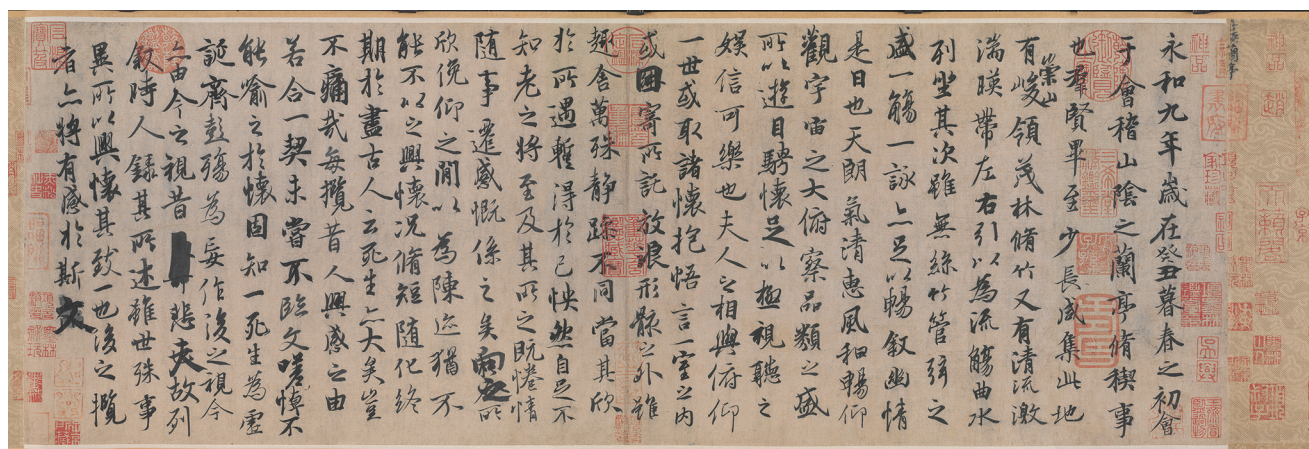 永和九年歲在癸丑暮春之初會
于會稽山陰之蘭亭脩稧事
也羣賢畢至少長咸集此地
有崇山峻領茂林脩竹又有清流激
湍暎帶左右引以為流觴曲水
列坐其次雖無絲竹管弦之
盛一觴一詠亦足以暢敘幽情
是日也天朗氣清惠風和暢仰
觀宇宙之大俯察品類之盛
所以遊目騁懷足以極視聽之
娛信可樂也夫人之相與俯仰
一世或取諸懷抱悟言一室之內
或因寄所託放浪形骸之外雖
趣舍萬殊靜躁不同當其欣
於所遇蹔得於己怏然自足不
知老之將至及其所之既惓情
隨事遷感慨係之矣向之所
欣俛仰之間以為陳迹猶不
能不以之興懷況脩短隨化終
期於盡古人云死生亦大矣豈
不痛哉每攬昔人興感之由
若合一契未嘗不臨文嗟悼不
能喻之於懷固知一死生為虛
誕齊彭殤為妄作後之視今
亦由今之視昔悲夫故列
敘時人錄其所述雖世殊事
異所以興懷其致一也後之攬
者亦將有感於斯文